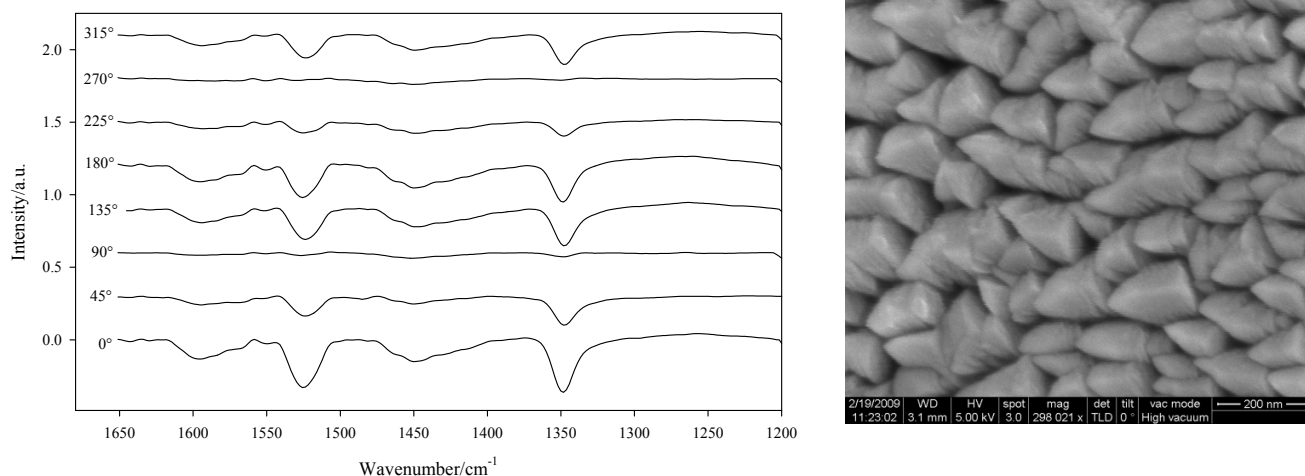 Intensity/a.u.
2.0
1.5
1.0
0.5
0.0
315°
270°
225°
180°
135°
90°
45°
0°
1650 1600 1550 1500 1450 1400 1350 1300 1250 1200
Wavenumber/cm⁻¹
2/19/2009 WD HV spot mag det tilt vac mode 200 nm
11:23:02 3.1 mm 5.00 kV 3.0 298 021 x TLD 0 ° High vacuum